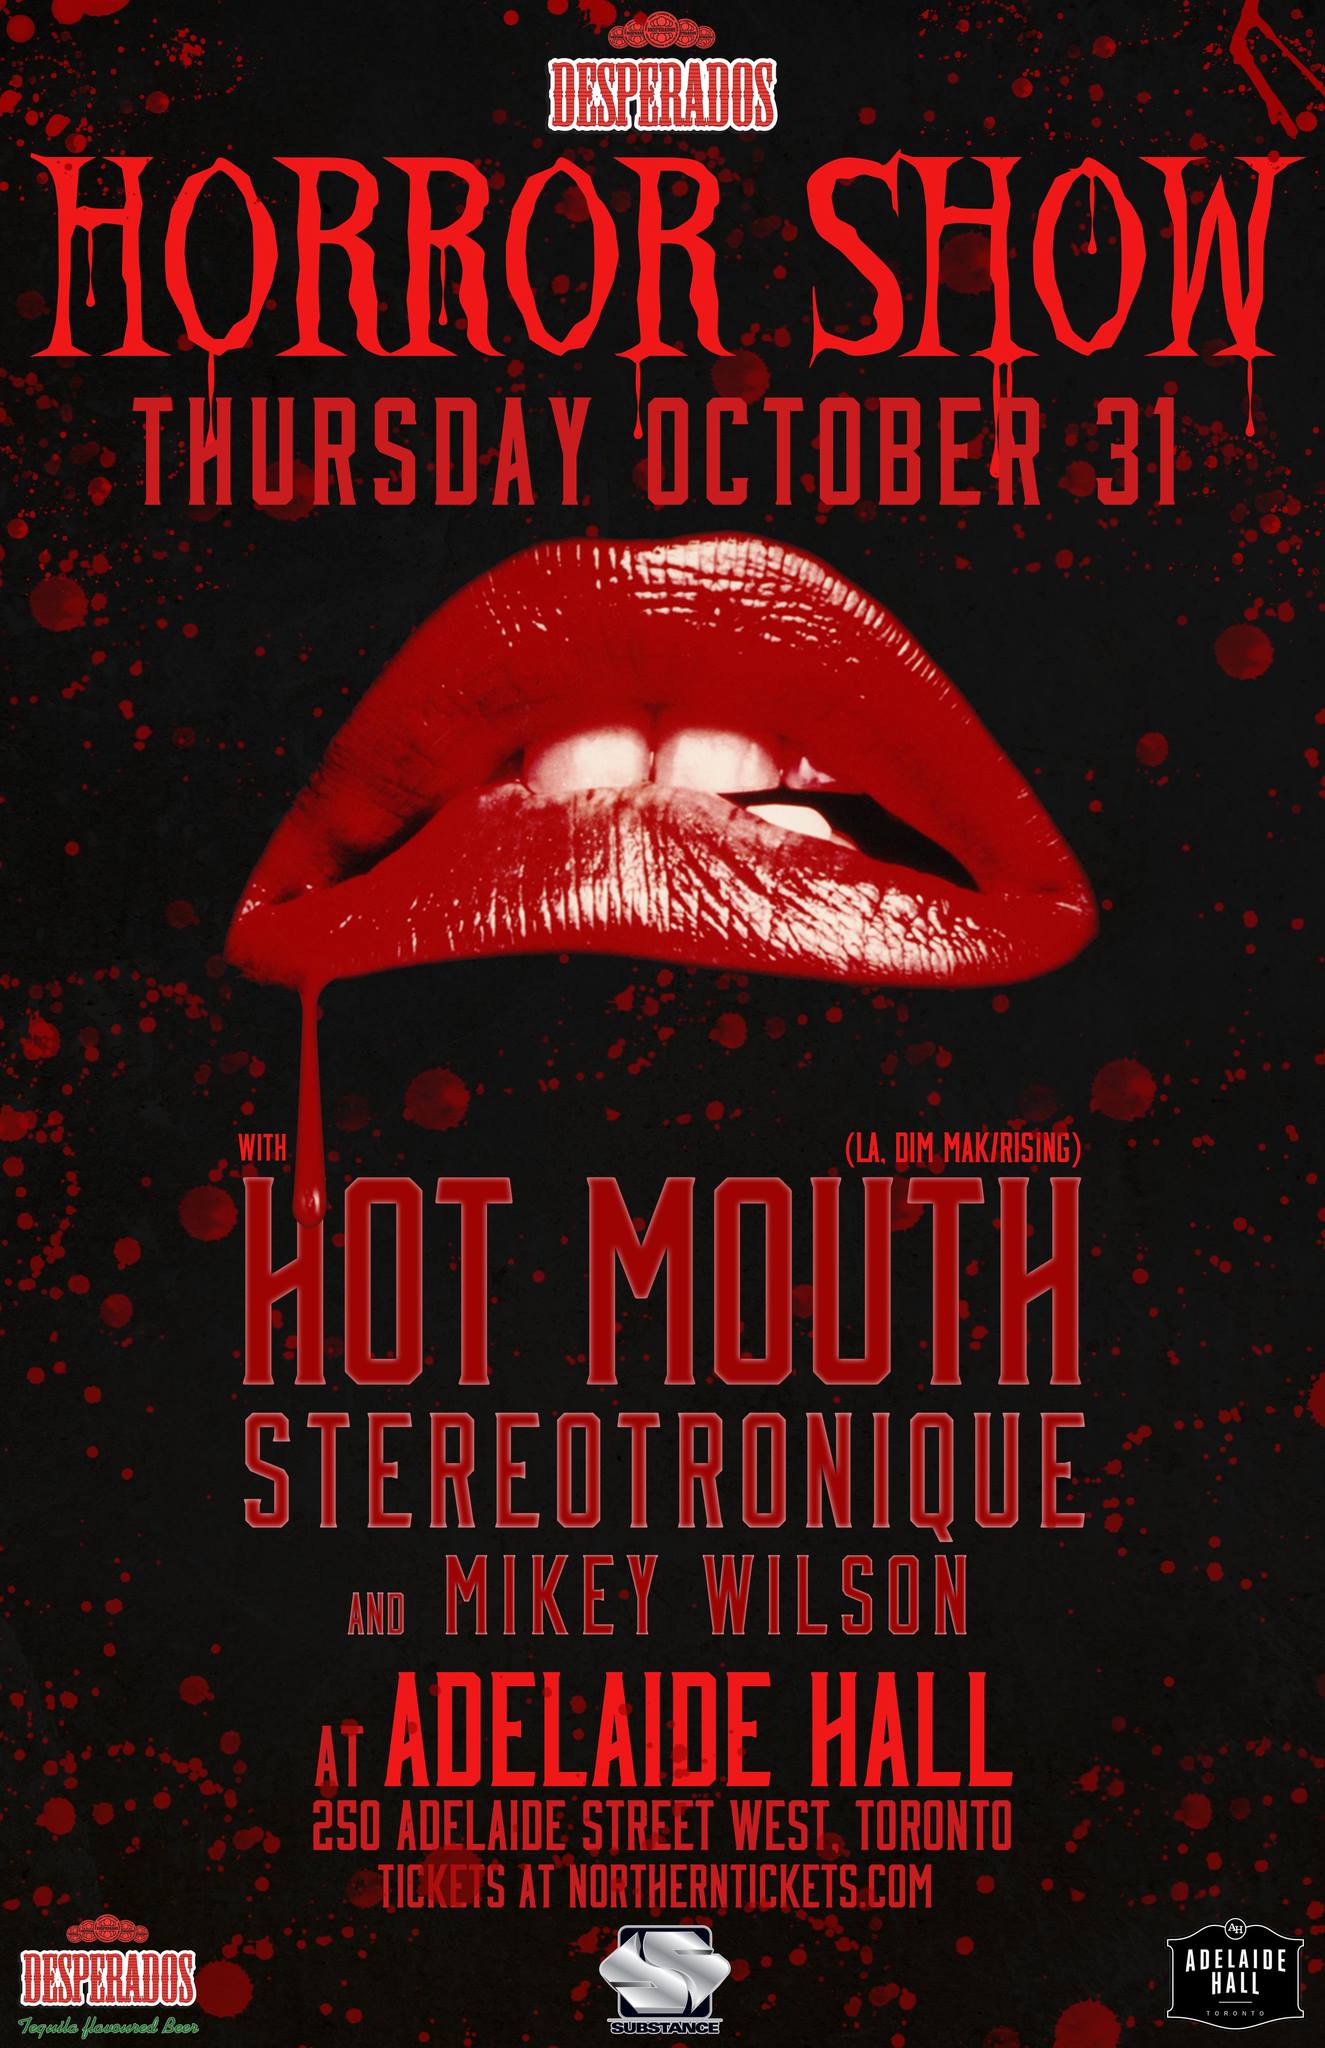 DESPERADOS
HORROR SHOW
THURSDAY OCTOBER 31
WITH (LA, DIM MAK/RISING)
HOT MOUTH
STEREOTRONIQUE
AND MIKEY WILSON
AT ADELAIDE HALL
250 ADELAIDE STREET WEST, TORONTO
TICKETS AT NORTHERNTICKETS.COM
DESPERADOS
Tequila flavoured Beer
S
SUBSTANCE
AH
ADELAIDE
HALL
TORONTO